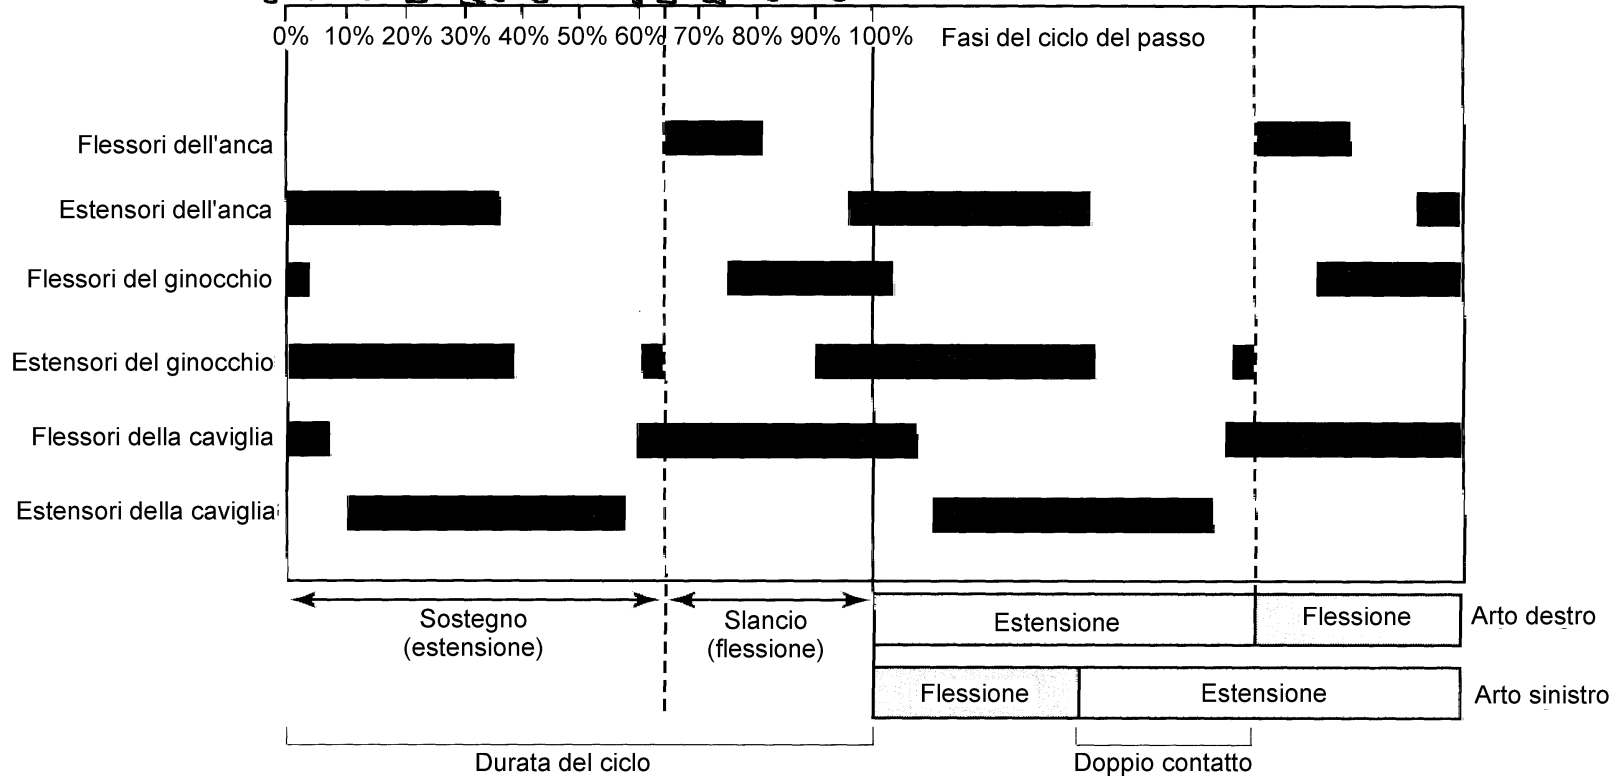 0% 10% 20% 30% 40% 50% 60% 70% 80% 90% 100% Fasi del ciclo del passo
Flessori dell'anca
Estensori dell'anca
Flessori del ginocchio
Estensori del ginocchio
Flessori della caviglia
Estensori della caviglia
Sostegno
(estensione)
Slancio
(flessione)
Estensione Flessione Arto destro
Flessione Estensione Arto sinistro
Durata del ciclo
Doppio contatto